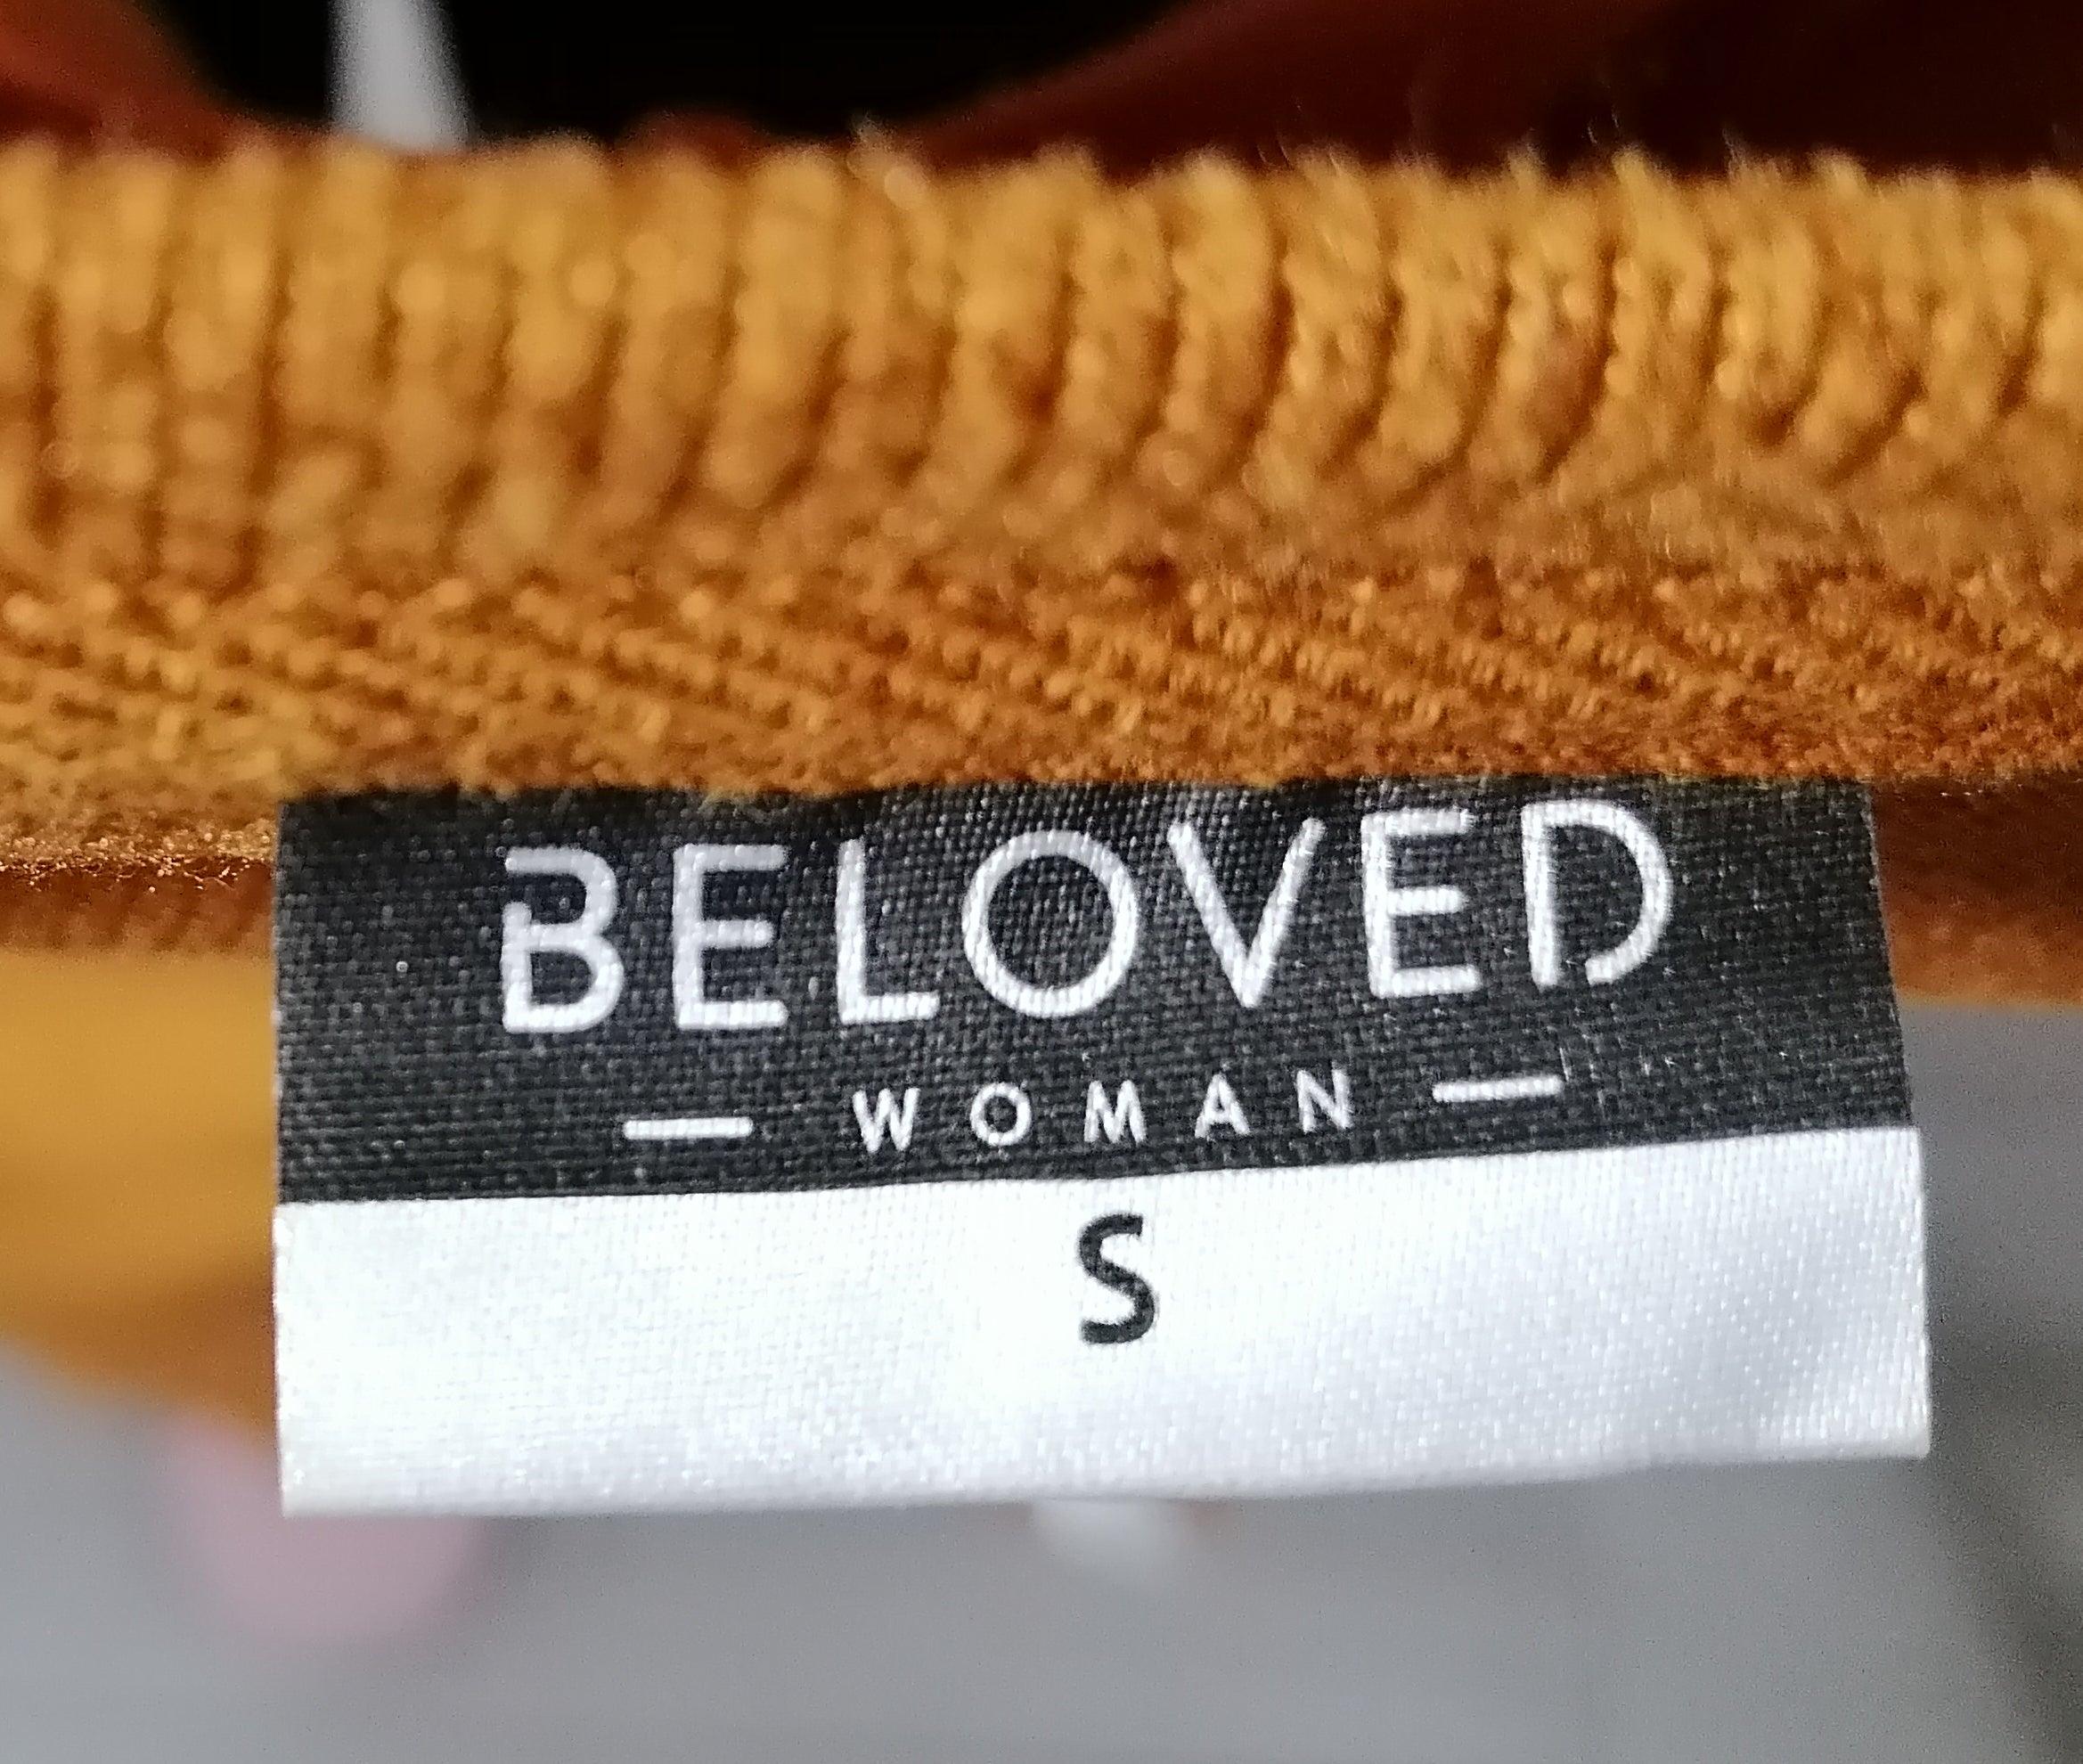 BELOVED
— WOMAN —
S